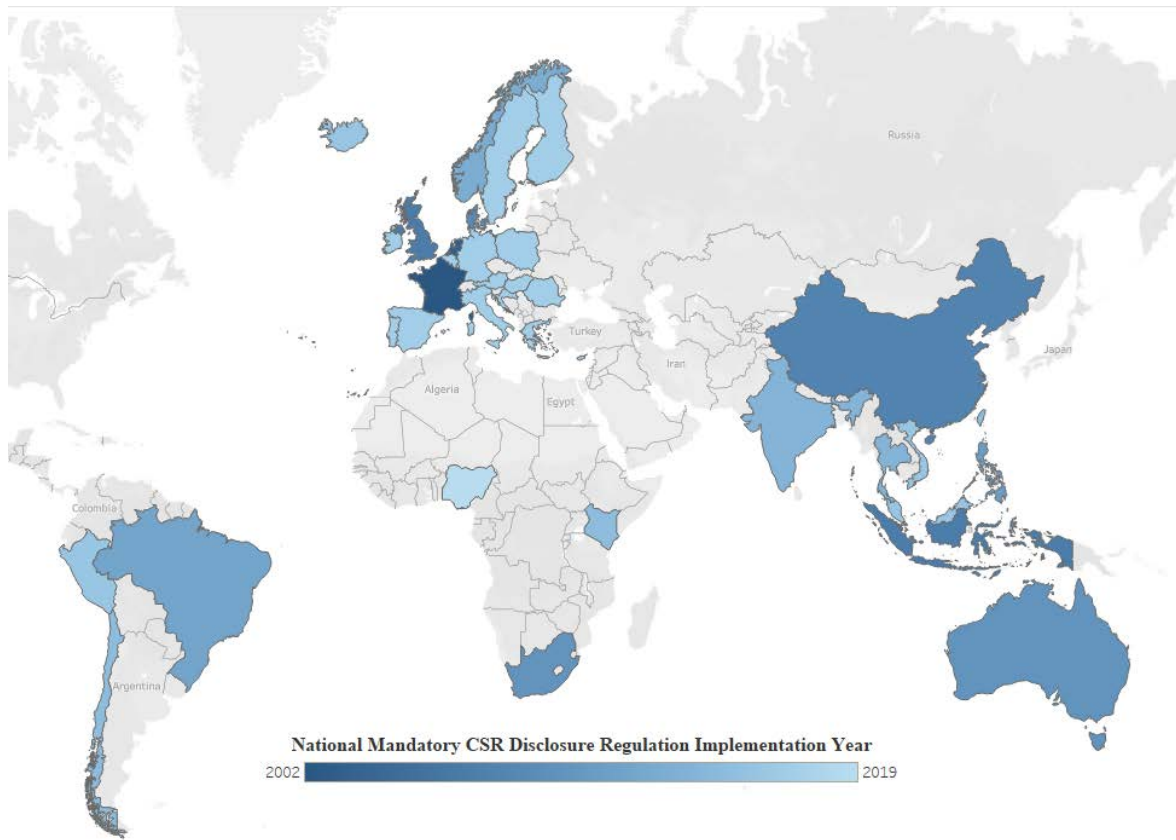 Russia
Turkey
Iran
Japan
Algeria
Egypt
Colombia
Argentina
National Mandatory CSR Disclosure Regulation Implementation Year
2002
2019